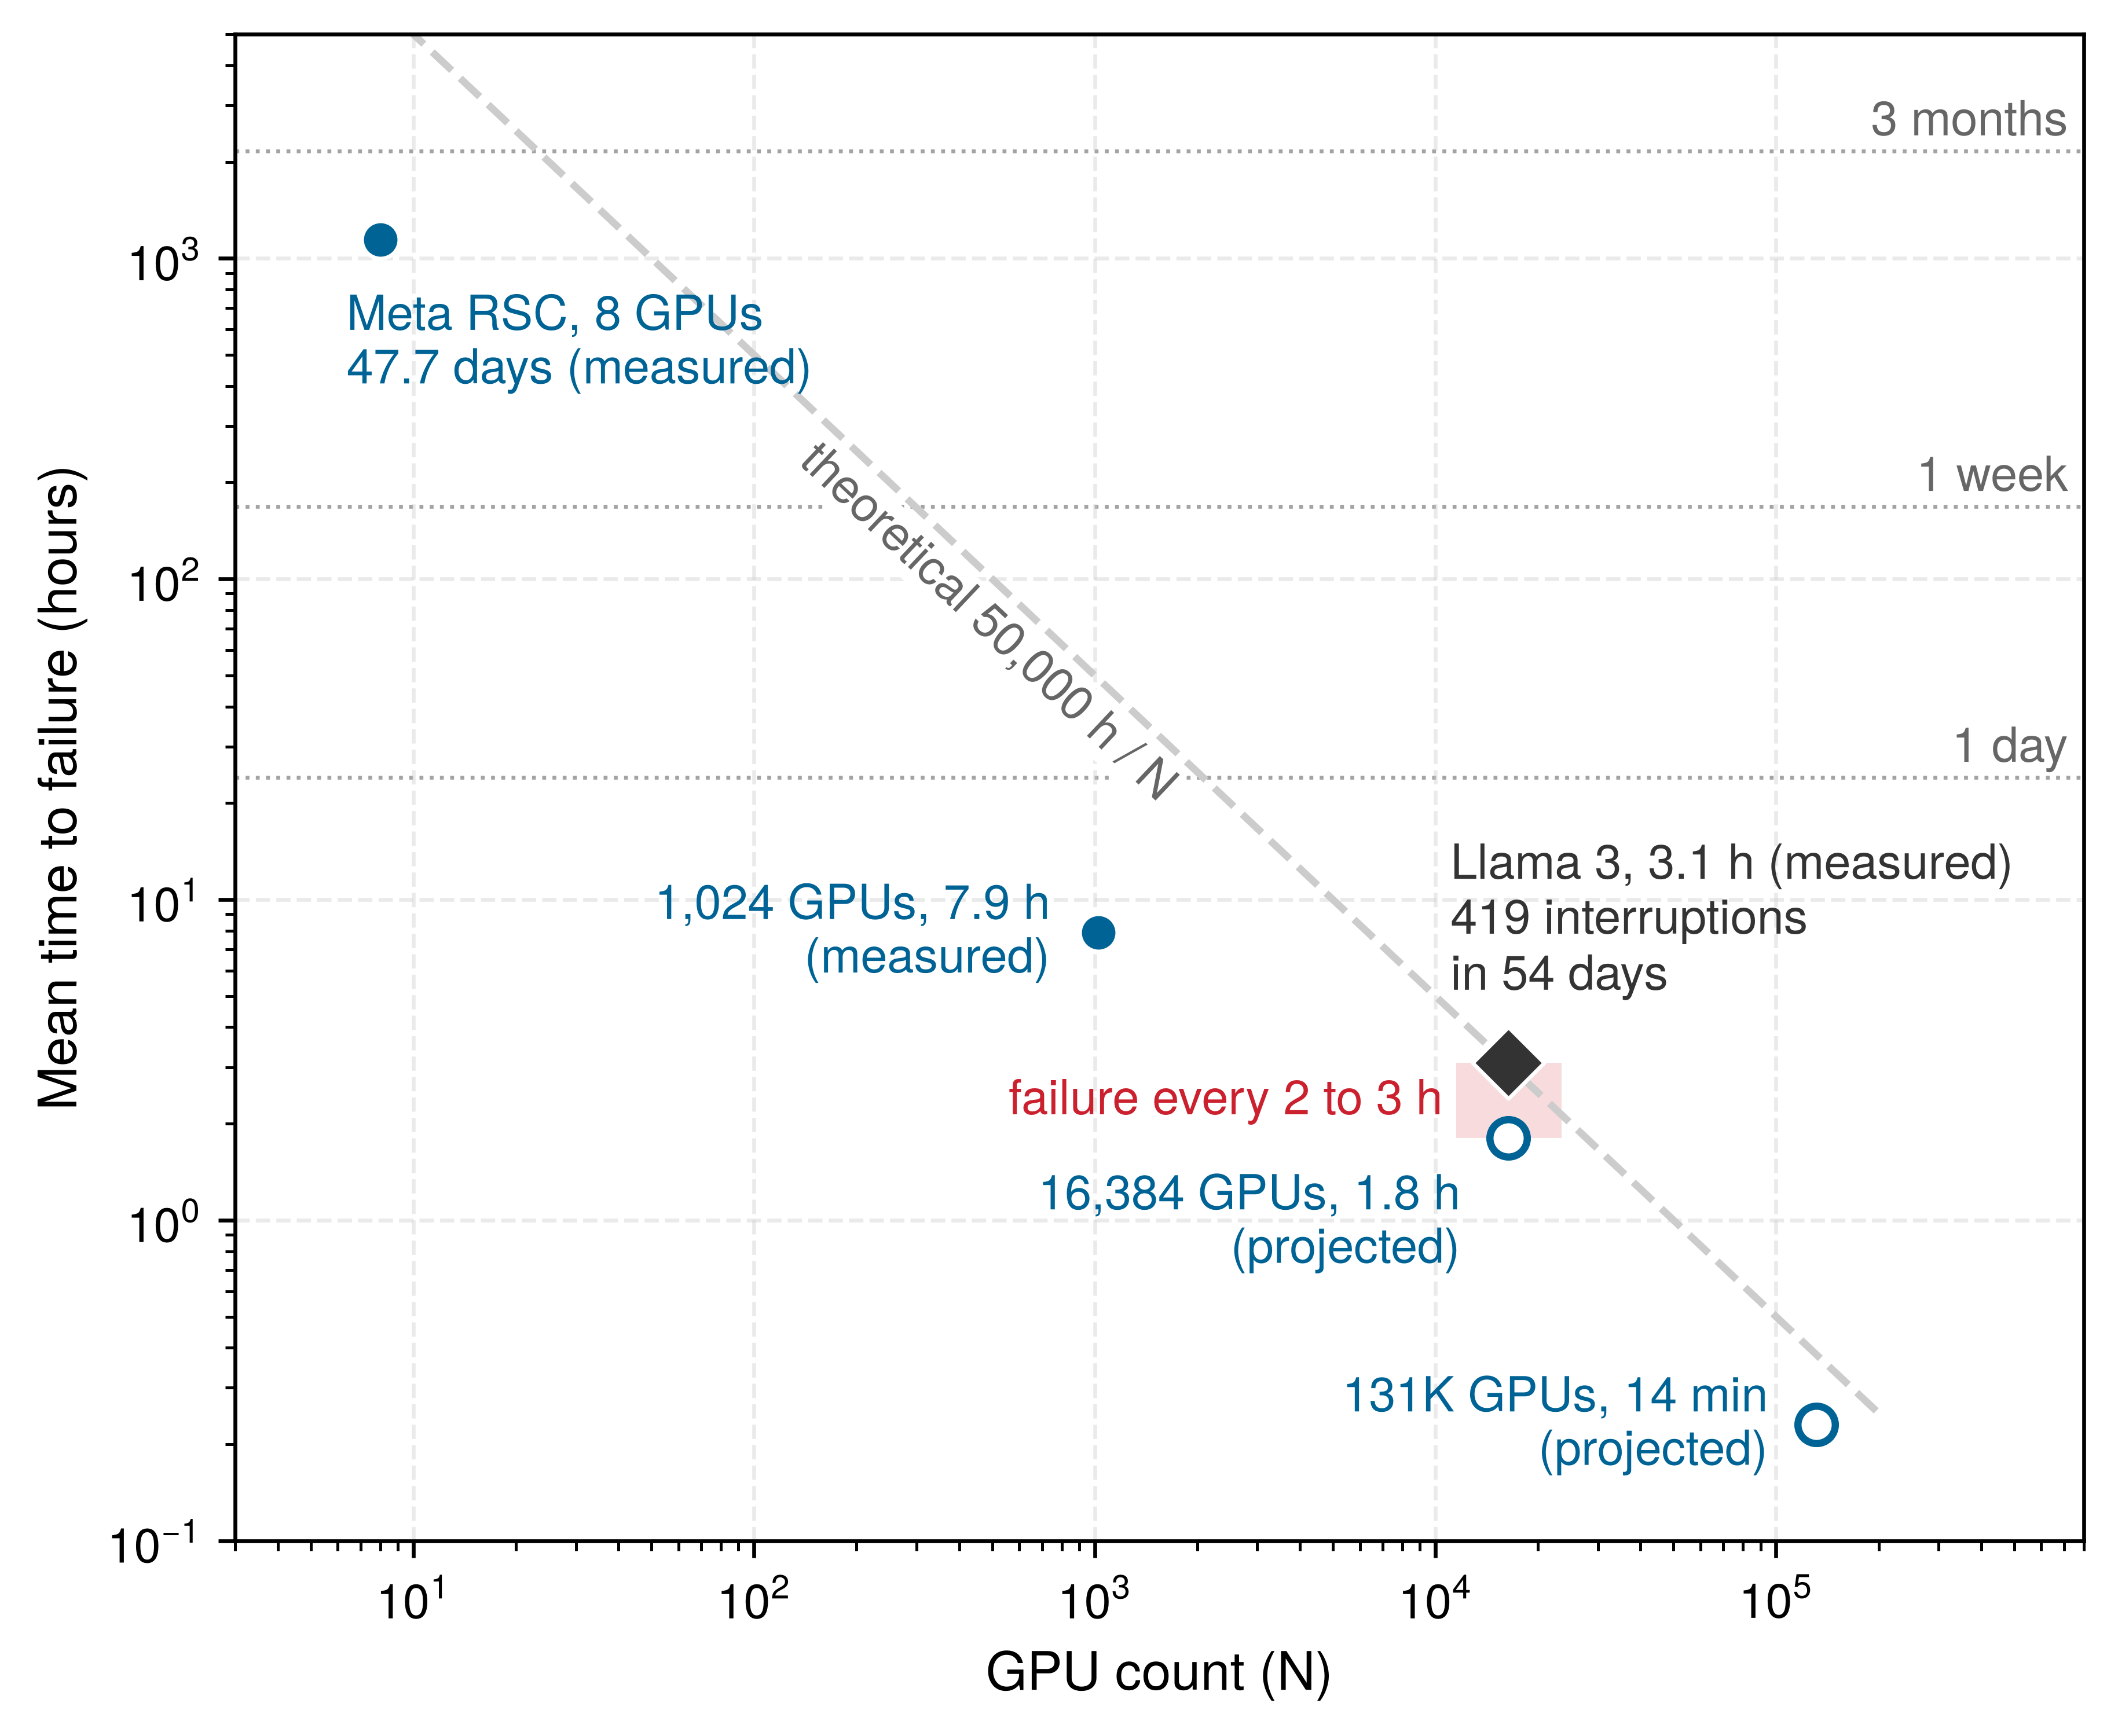 3 months
10³
Meta RSC, 8 GPUs
47.7 days (measured)
1 week
theoretical 50,000 h / N
10²
1 day
Mean time to failure (hours)
Llama 3, 3.1 h (measured)
419 interruptions
in 54 days
10¹
1,024 GPUs, 7.9 h
(measured)
failure every 2 to 3 h
16,384 GPUs, 1.8 h
(projected)
10⁰
131K GPUs, 14 min
(projected)
10⁻¹
10¹ 10² 10³ 10⁴ 10⁵
GPU count (N)